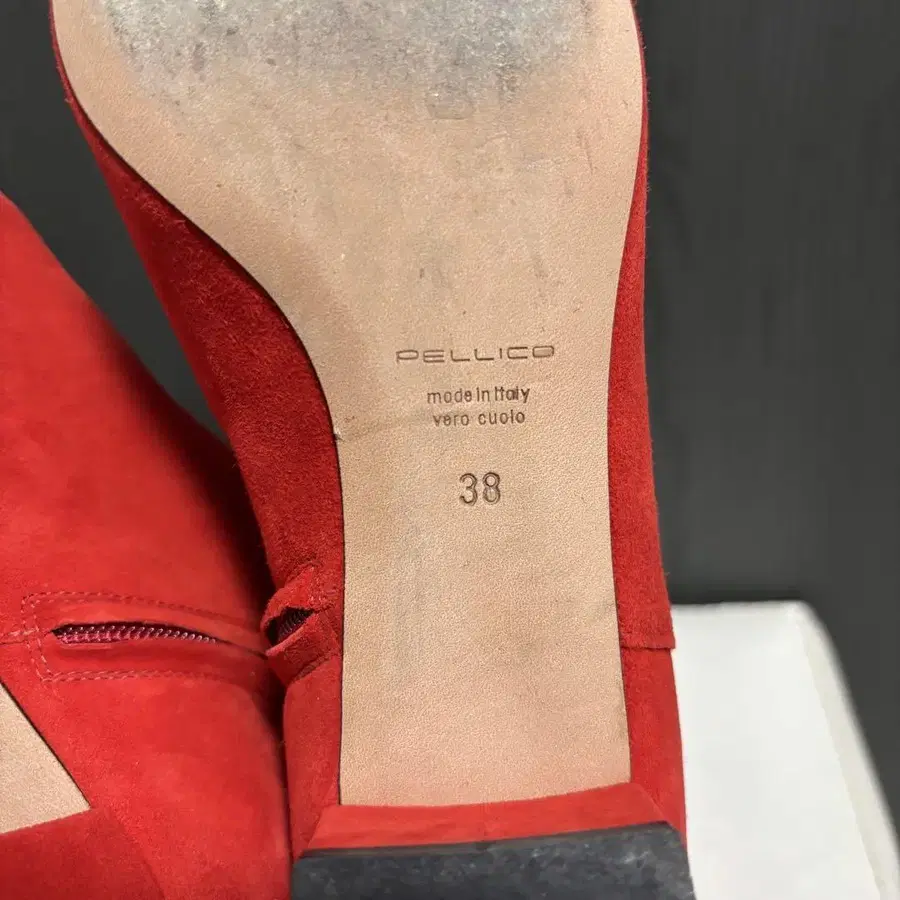 PELLICO
made in Italy
vero cuoio
38